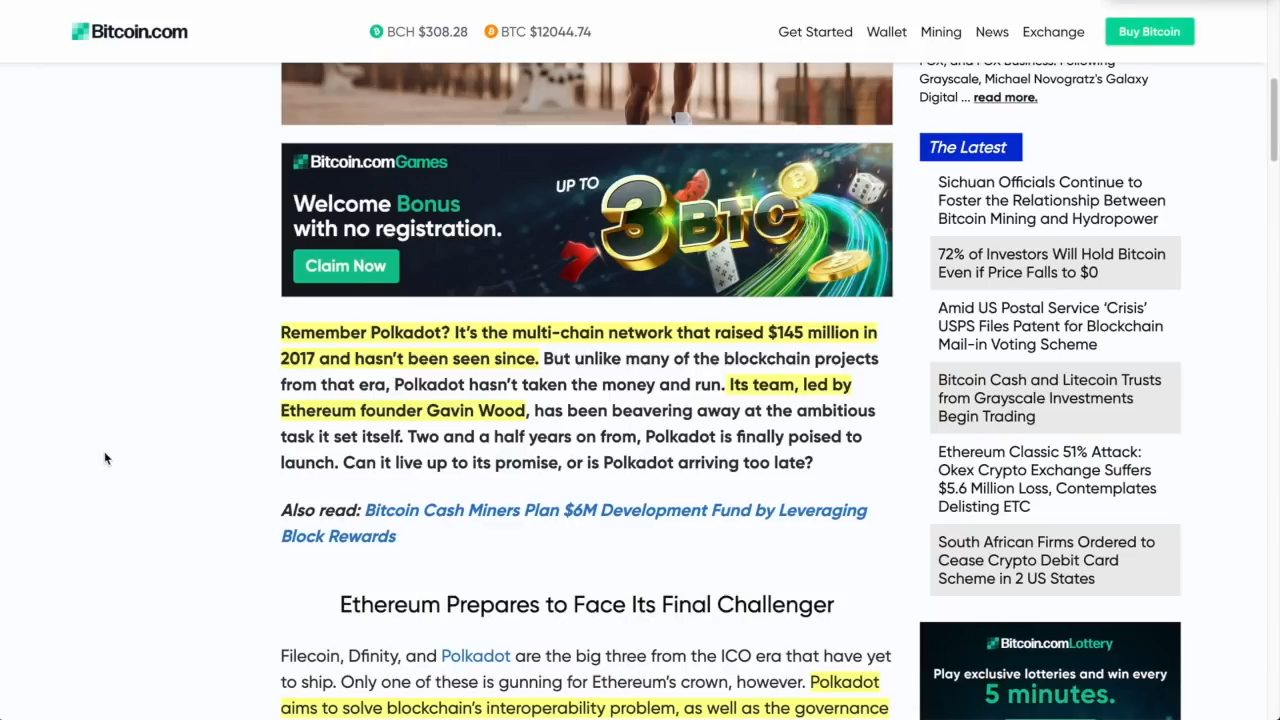 Bitcoin.com
BCH $308.28
BTC $12044.74
Get Started
Wallet
Mining
News
Exchange
Buy Bitcoin
Grayscale, Michael Novogratz's Galaxy
Digital ... read more.
Bitcoin.comGames
Welcome Bonus
with no registration.
Claim Now
UP TO
3 BTC
The Latest
Sichuan Officials Continue to
Foster the Relationship Between
Bitcoin Mining and Hydropower
72% of Investors Will Hold Bitcoin
Even if Price Falls to $0
Amid US Postal Service ‘Crisis’
USPS Files Patent for Blockchain
Mail-in Voting Scheme
Bitcoin Cash and Litecoin Trusts
from Grayscale Investments
Begin Trading
Ethereum Classic 51% Attack:
Okex Crypto Exchange Suffers
$5.6 Million Loss, Contemplates
Delisting ETC
South African Firms Ordered to
Cease Crypto Debit Card
Scheme in 2 US States
Bitcoin.comLottery
Play exclusive lotteries and win every
5 minutes.
Remember Polkadot? It’s the multi-chain network that raised $145 million in
2017 and hasn’t been seen since. But unlike many of the blockchain projects
from that era, Polkadot hasn’t taken the money and run. Its team, led by
Ethereum founder Gavin Wood, has been beavering away at the ambitious
task it set itself. Two and a half years on from, Polkadot is finally poised to
launch. Can it live up to its promise, or is Polkadot arriving too late?
Also read: Bitcoin Cash Miners Plan $6M Development Fund by Leveraging
Block Rewards
Ethereum Prepares to Face Its Final Challenger
Filecoin, Dfinity, and Polkadot are the big three from the ICO era that have yet
to ship. Only one of these is gunning for Ethereum’s crown, however. Polkadot
aims to solve blockchain’s interoperability problem, as well as the governance